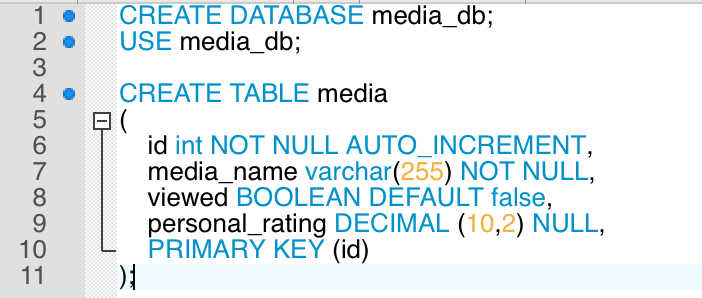 1 CREATE DATABASE media_db;
2 USE media_db;
3
4 CREATE TABLE media
5 (
6 id int NOT NULL AUTO_INCREMENT,
7 media_name varchar(255) NOT NULL,
8 viewed BOOLEAN DEFAULT false,
9 personal_rating DECIMAL (10,2) NULL,
10 PRIMARY KEY (id)
11 );